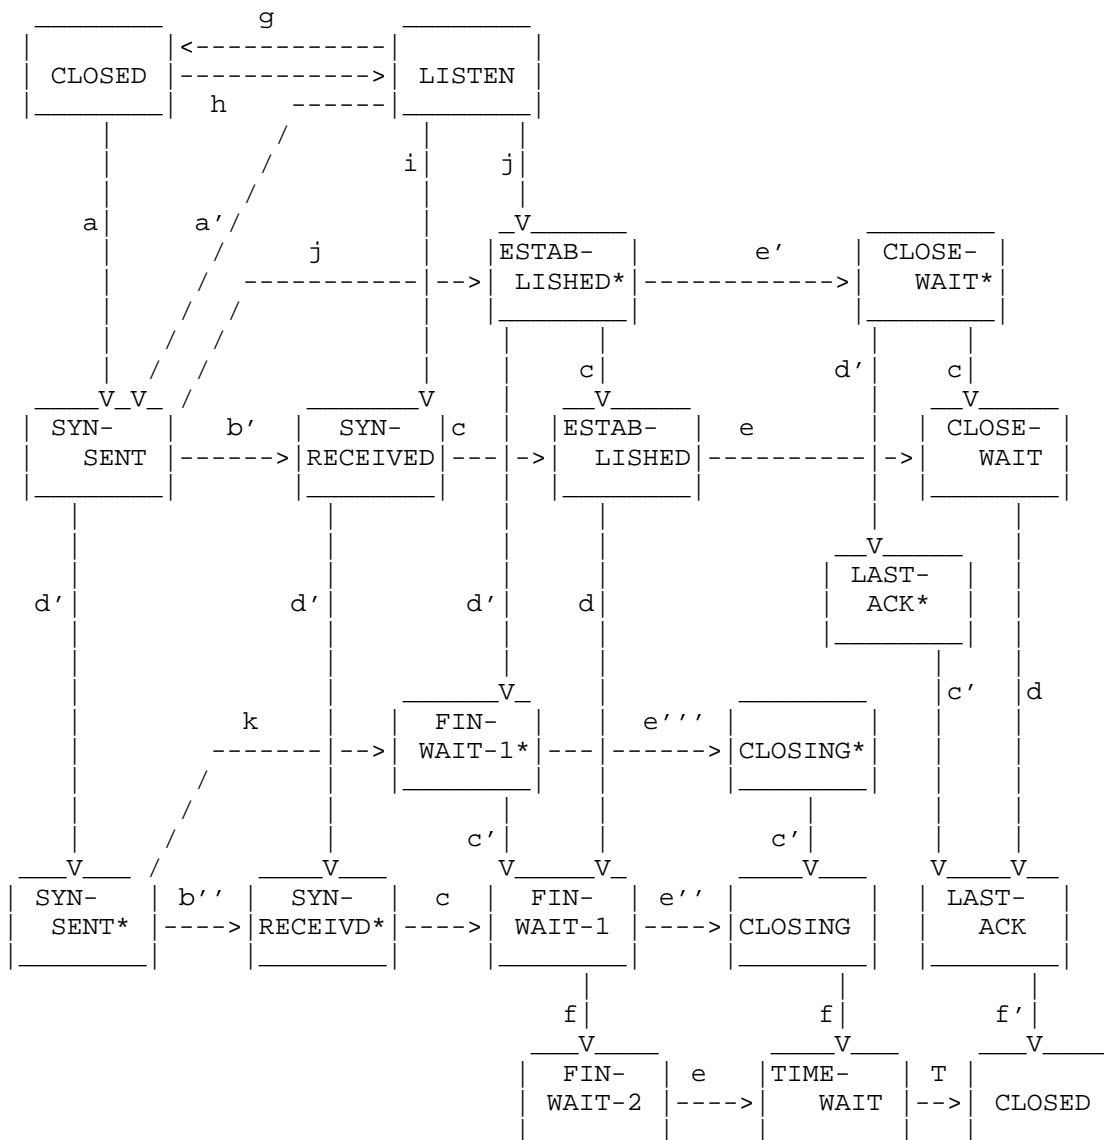 g
CLOSED LISTEN
h
i j
a a'
j ESTAB- e' CLOSE-
LISHED* WAIT*
c d' c
SYN- b' SYN- c ESTAB- e CLOSE-
SENT RECEIVED LISHED WAIT
LAST-
d' d' d' d ACK*
c' d
k FIN- e''' 
WAIT-1* CLOSING*
c' c'
SYN- b'' SYN- c FIN- e'' LAST-
SENT* RECEIVD* WAIT-1 CLOSING ACK
f f f'
FIN- e TIME- T
WAIT-2 WAIT CLOSED